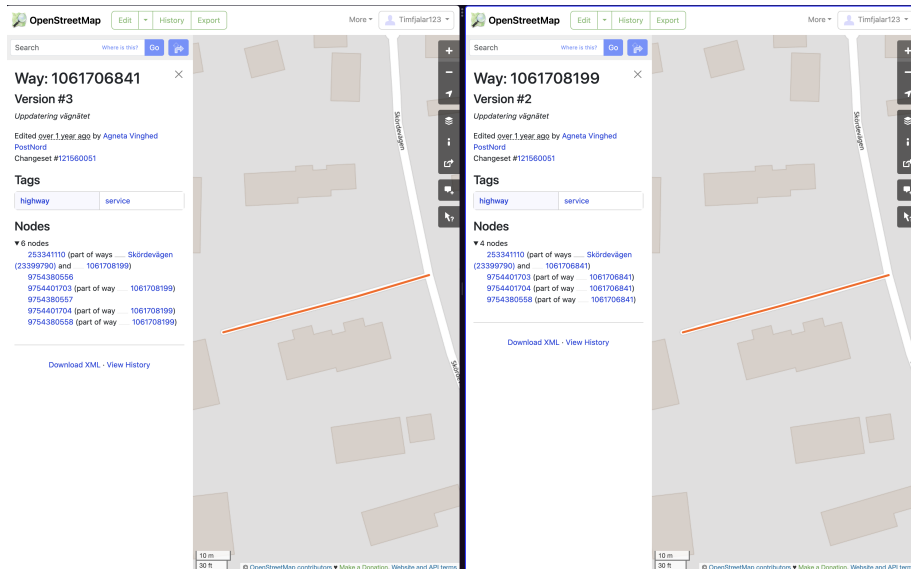 OpenStreetMap
Edit
History
Export
More
Timfjalar123
Search
Where is this?
Go
Way: 1061706841
Version #3
Uppdatering vägnätet
Edited over 1 year ago by Agneta Vinghed
PostNord
Changeset #121560051
Tags
highway service
Nodes
▼ 6 nodes
253341110 (part of ways Skördevägen
(23399790) and 1061708199)
9754380556
9754401703 (part of way 1061708199)
9754380557
9754401704 (part of way 1061708199)
9754380558 (part of way 1061708199)
Download XML · View History
Skördevägen
10 m
30 ft
© OpenStreetMap contributors ♥ Make a Donation. Website and API terms
OpenStreetMap
Edit
History
Export
More
Timfjalar123
Search
Where is this?
Go
Way: 1061708199
Version #2
Uppdatering vägnätet
Edited over 1 year ago by Agneta Vinghed
PostNord
Changeset #121560051
Tags
highway service
Nodes
▼ 4 nodes
253341110 (part of ways Skördevägen
(23399790) and 1061706841)
9754401703 (part of way 1061706841)
9754401704 (part of way 1061706841)
9754380558 (part of way 1061706841)
Download XML · View History
Skördevägen
10 m
30 ft
© OpenStreetMap contributors ♥ Make a Donation. Website and API terms